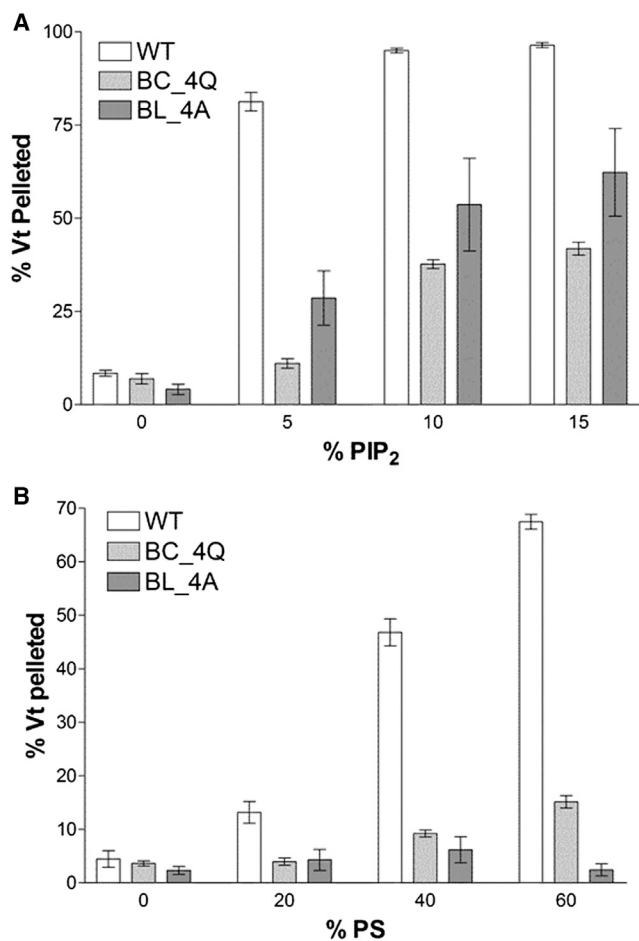 A
100
75
50
25
0
% Vt Pelleted
WT
BC_4Q
BL_4A
0 5 10 15
% PIP₂
B
70
60
50
40
30
20
10
0
% Vt pelleted
WT
BC_4Q
BL_4A
0 20 40 60
% PS